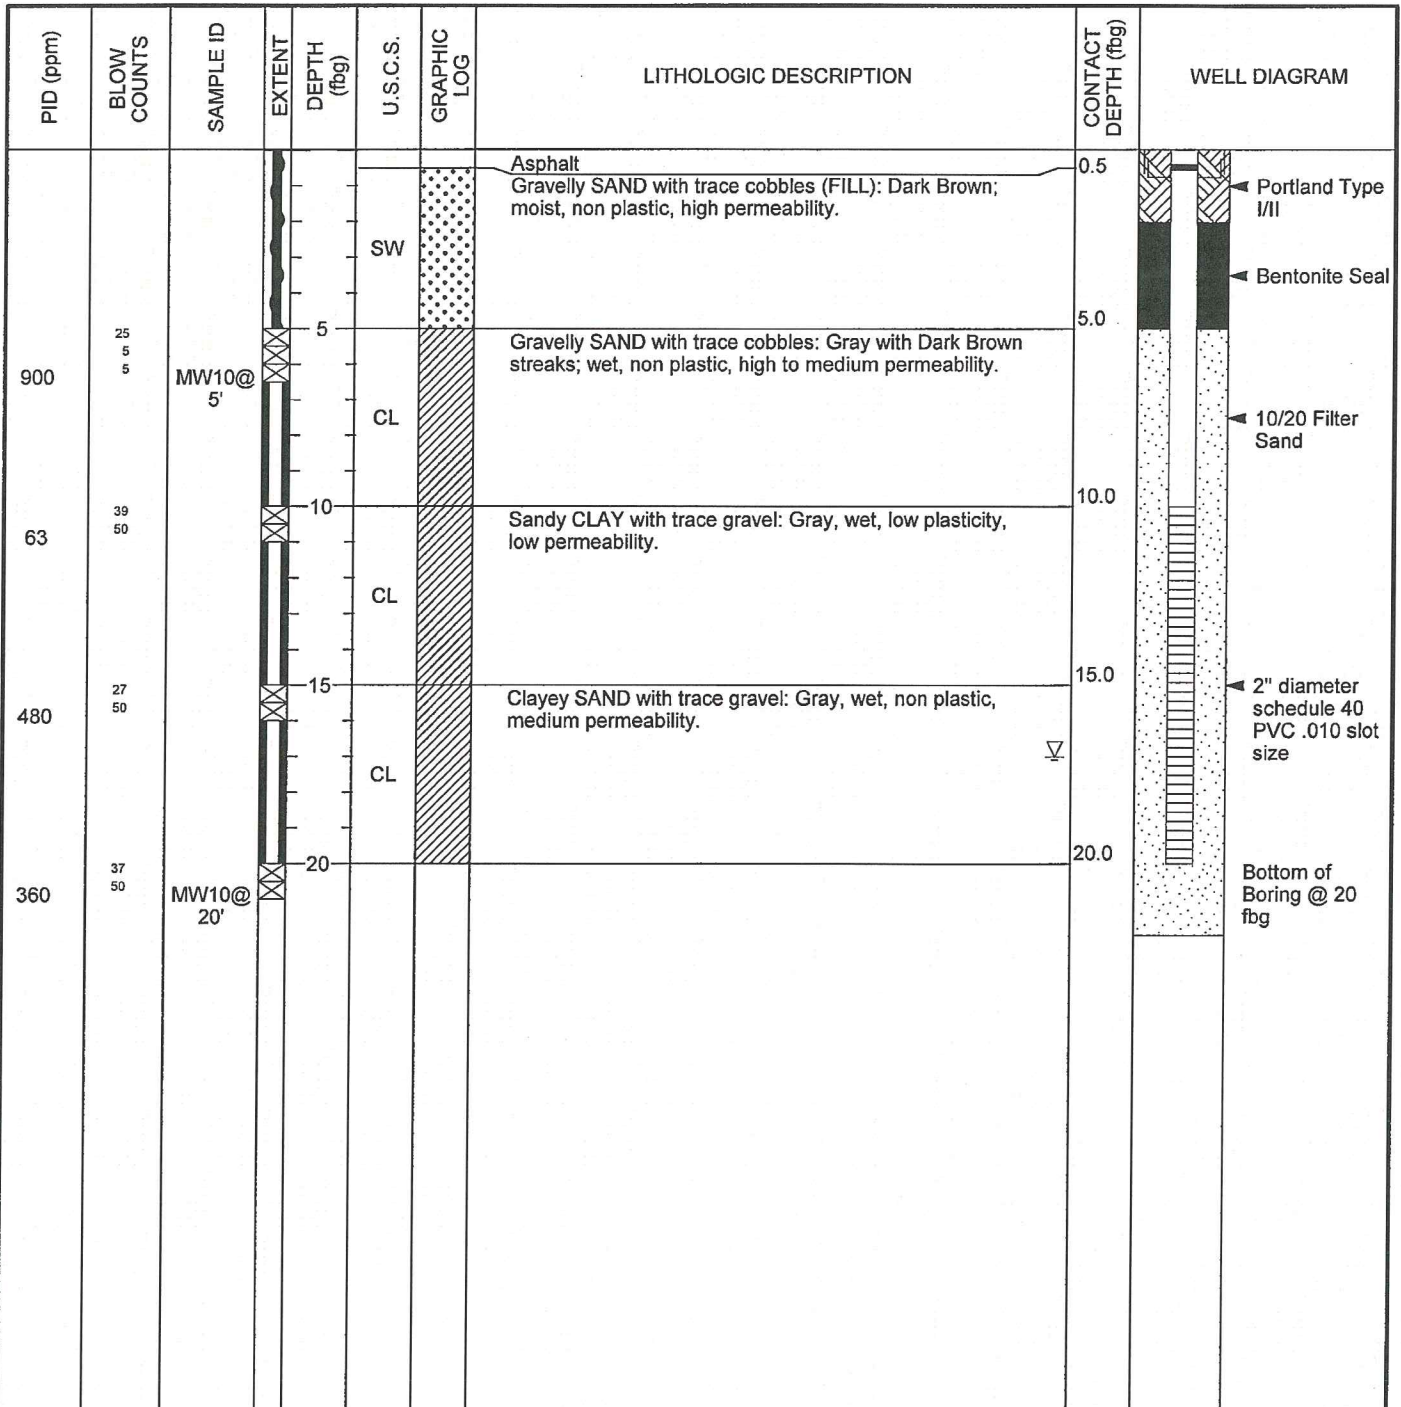 PID (ppm)
BLOW
COUNTS
SAMPLE ID
EXTENT
DEPTH
(fbg)
U.S.C.S.
GRAPHIC
LOG
LITHOLOGIC DESCRIPTION
CONTACT
DEPTH (fbg)
WELL DIAGRAM
Asphalt
0.5
Gravelly SAND with trace cobbles (FILL): Dark Brown;
moist, non plastic, high permeability.
Portland Type
I/II
SW
Bentonite Seal
5
5.0
25
5
5
900
MW10@
5'
Gravelly SAND with trace cobbles: Gray with Dark Brown
streaks; wet, non plastic, high to medium permeability.
CL
10/20 Filter
Sand
10
10.0
39
50
63
Sandy CLAY with trace gravel: Gray, wet, low plasticity,
low permeability.
CL
15
15.0
27
50
480
Clayey SAND with trace gravel: Gray, wet, non plastic,
medium permeability.
2" diameter
schedule 40
PVC .010 slot
size
CL
20
20.0
37
50
360
MW10@
20'
Bottom of
Boring @ 20
fbg